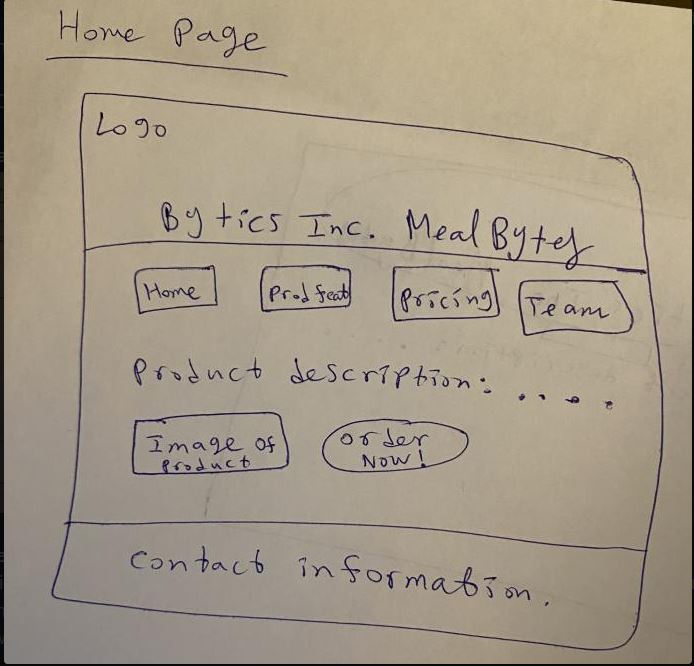 Home Page
Logo
Bytics Inc. Meal Bytes
Home Prod feat Pricing Team
Product description: . . . .
Image of order
Product Now!
Contact information.